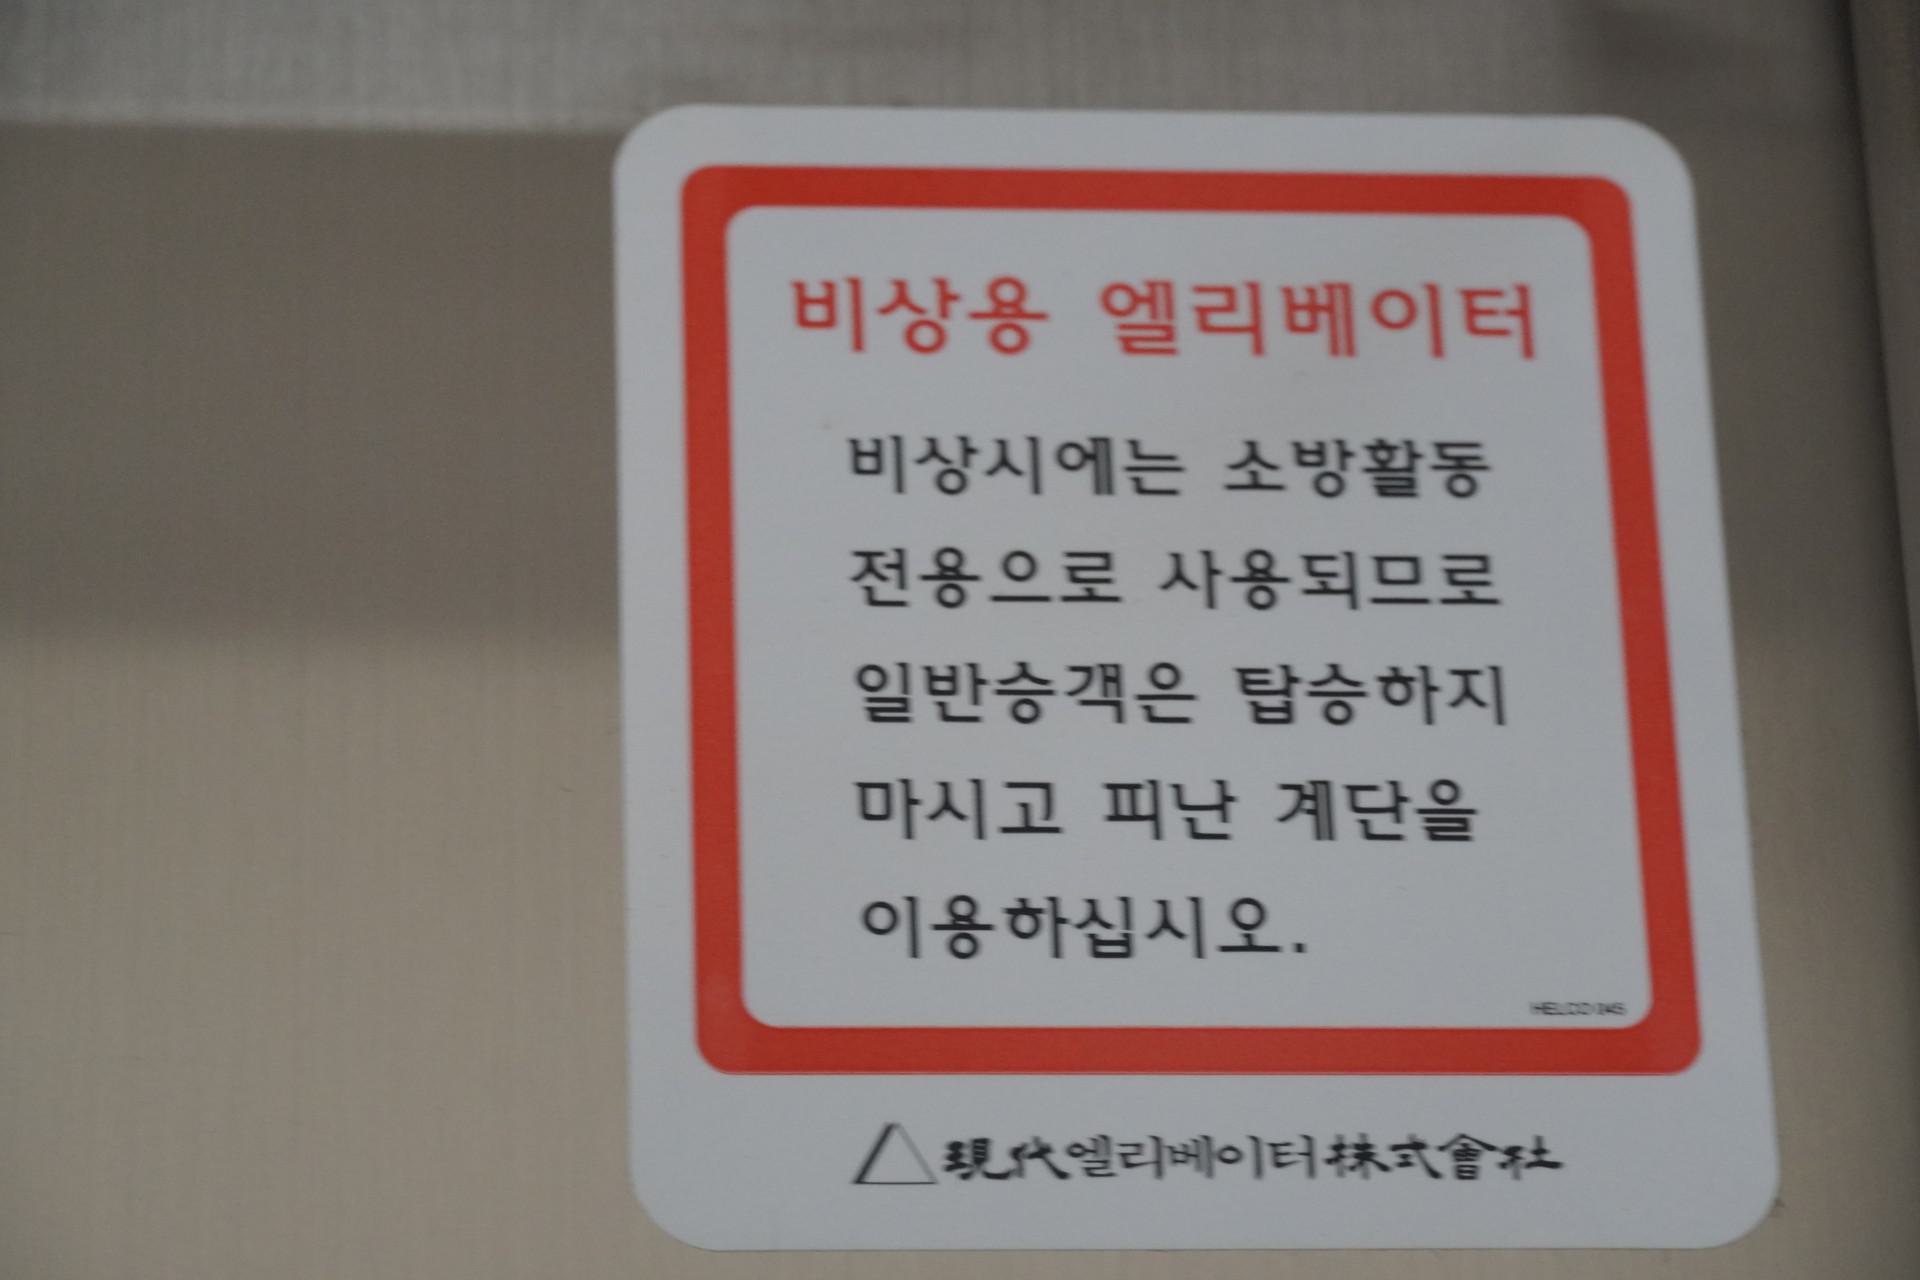 비상용 엘리베이터
비상시에는 소방활동
전용으로 사용되므로
일반승객은 탑승하지
마시고 피난 계단을
이용하십시오.
HELCO 045
現代엘리베이터株式會社